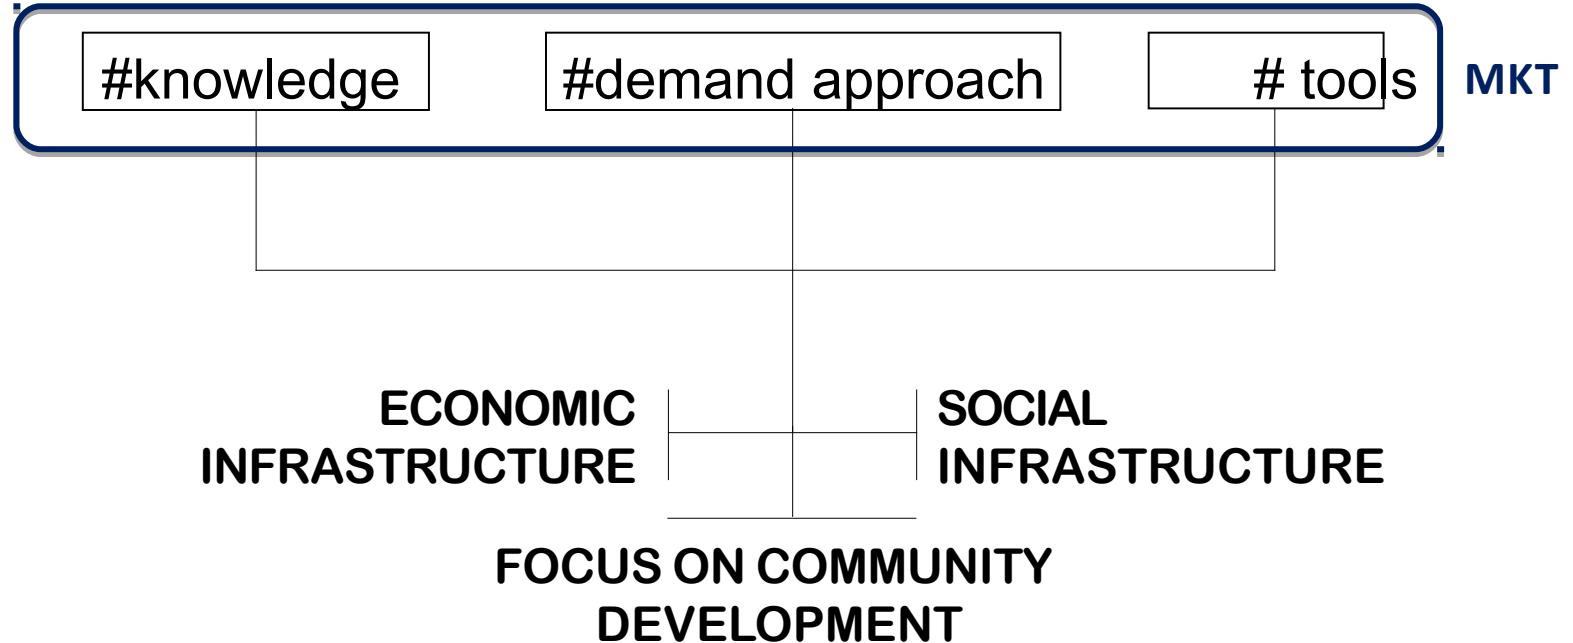 #knowledge
#demand approach
# tools
MKT
ECONOMIC
INFRASTRUCTURE
SOCIAL
INFRASTRUCTURE
FOCUS ON COMMUNITY
DEVELOPMENT